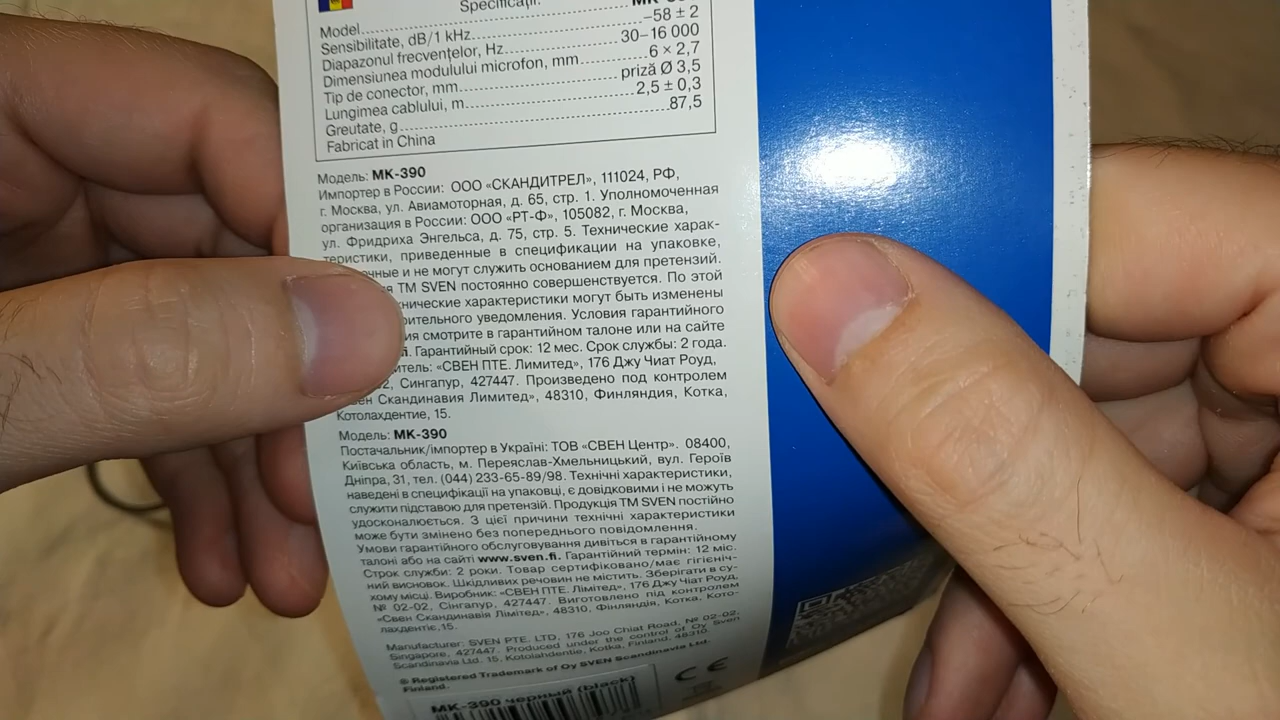 Specificații:
Model
Sensibilitate, dB/1 kHz –58 ± 2
Diapazonul frecvențelor, Hz 30–16 000
Dimensiunea modulului microfon, mm 6 × 2,7
Tip de conector, mm priză Ø 3,5
Lungimea cablului, m 2,5 ± 0,3
Greutate, g 87,5
Fabricat in China
Модель: МК-390
Импортер в России: ООО «СКАНДИТРЕЛ», 111024, РФ,
г. Москва, ул. Авиамоторная, д. 65, стр. 1. Уполномоченная
организация в России: ООО «РТ-Ф», 105082, г. Москва,
ул. Фридриха Энгельса, д. 75, стр. 5. Технические харак-
теристики, приведенные в спецификации на упаковке,
и не могут служить основанием для претензий.
ТМ SVEN постоянно совершенствуется. По этой
характеристики могут быть изменены
уведомления. Условия гарантийного
смотрите в гарантийном талоне или на сайте
Гарантийный срок: 12 мес. Срок службы: 2 года.
«СВЕН ПТЕ. Лимитед», 176 Джу Чиат Роуд,
Сингапур, 427447. Произведено под контролем
Скандинавия Лимитед», 48310, Финляндия, Котка,
Котолахдентие, 15.
Модель: МК-390
Постачальник/імпортер в Україні: ТОВ «СВЕН Центр». 08400,
Київська область, м. Переяслав-Хмельницький, вул. Героїв
Дніпра, 31, тел. (044) 233-65-89/98. Технічні характеристики,
наведені в специфікації на упаковці, є довідковими і не можуть
служити підставою для претензій. Продукція ТМ SVEN постійно
удосконалюється. З цієї причини технічні характеристики
може бути змінено без попереднього повідомлення.
Умови гарантійного обслуговування дивіться в гарантійному
талоні або на сайті www.sven.fi. Гарантійний термін: 12 міс.
Строк служби: 2 роки. Товар сертифіковано/має гігієніч-
ний висновок. Шкідливих речовин не містить. Зберігати в су-
хому місці. Виробник: «СВЕН ПТЕ. Лімітед», 176 Джу Чіат Роуд,
№ 02-02, Сінгапур, 427447. Виготовлено під контролем
«Свен Скандинавія Лімітед», 48310, Фінляндія, Котка, Кото-
лахдентіє, 15.
Manufacturer: SVEN PTE. LTD, 176 Joo Chiat Road, № 02-02,
Singapore, 427447. Produced under the control of Oy Sven
Scandinavia Ltd. 15, Kotolahdentie, Kotka, Finland, 48310.
® Registered Trademark of Oy SVEN Scandinavia Ltd.
Finland.
CE
МК-390 черный (black)